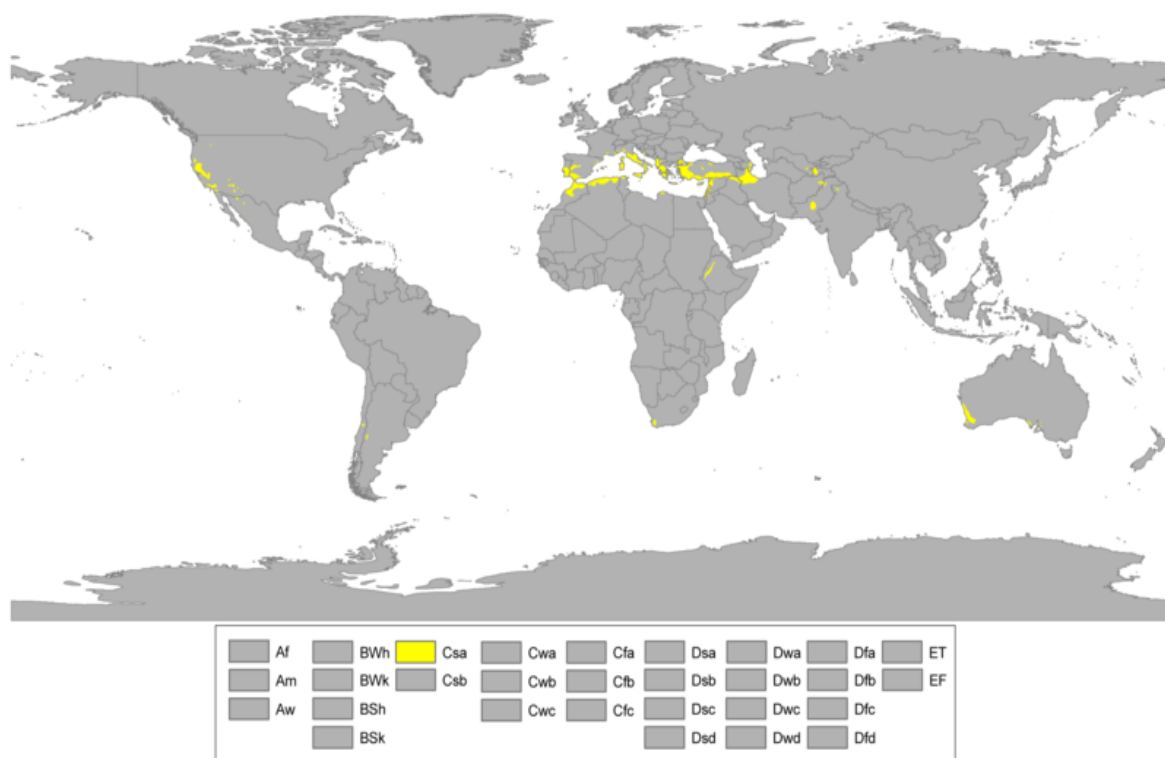 Af BWh Csa Cwa Cfa Dsa Dwa Dfa ET
Am BWk Csb Cwb Cfb Dsb Dwb Dfb EF
Aw BSh Cwc Cfc Dsc Dwc Dfc
BSk Dsd Dwd Dfd